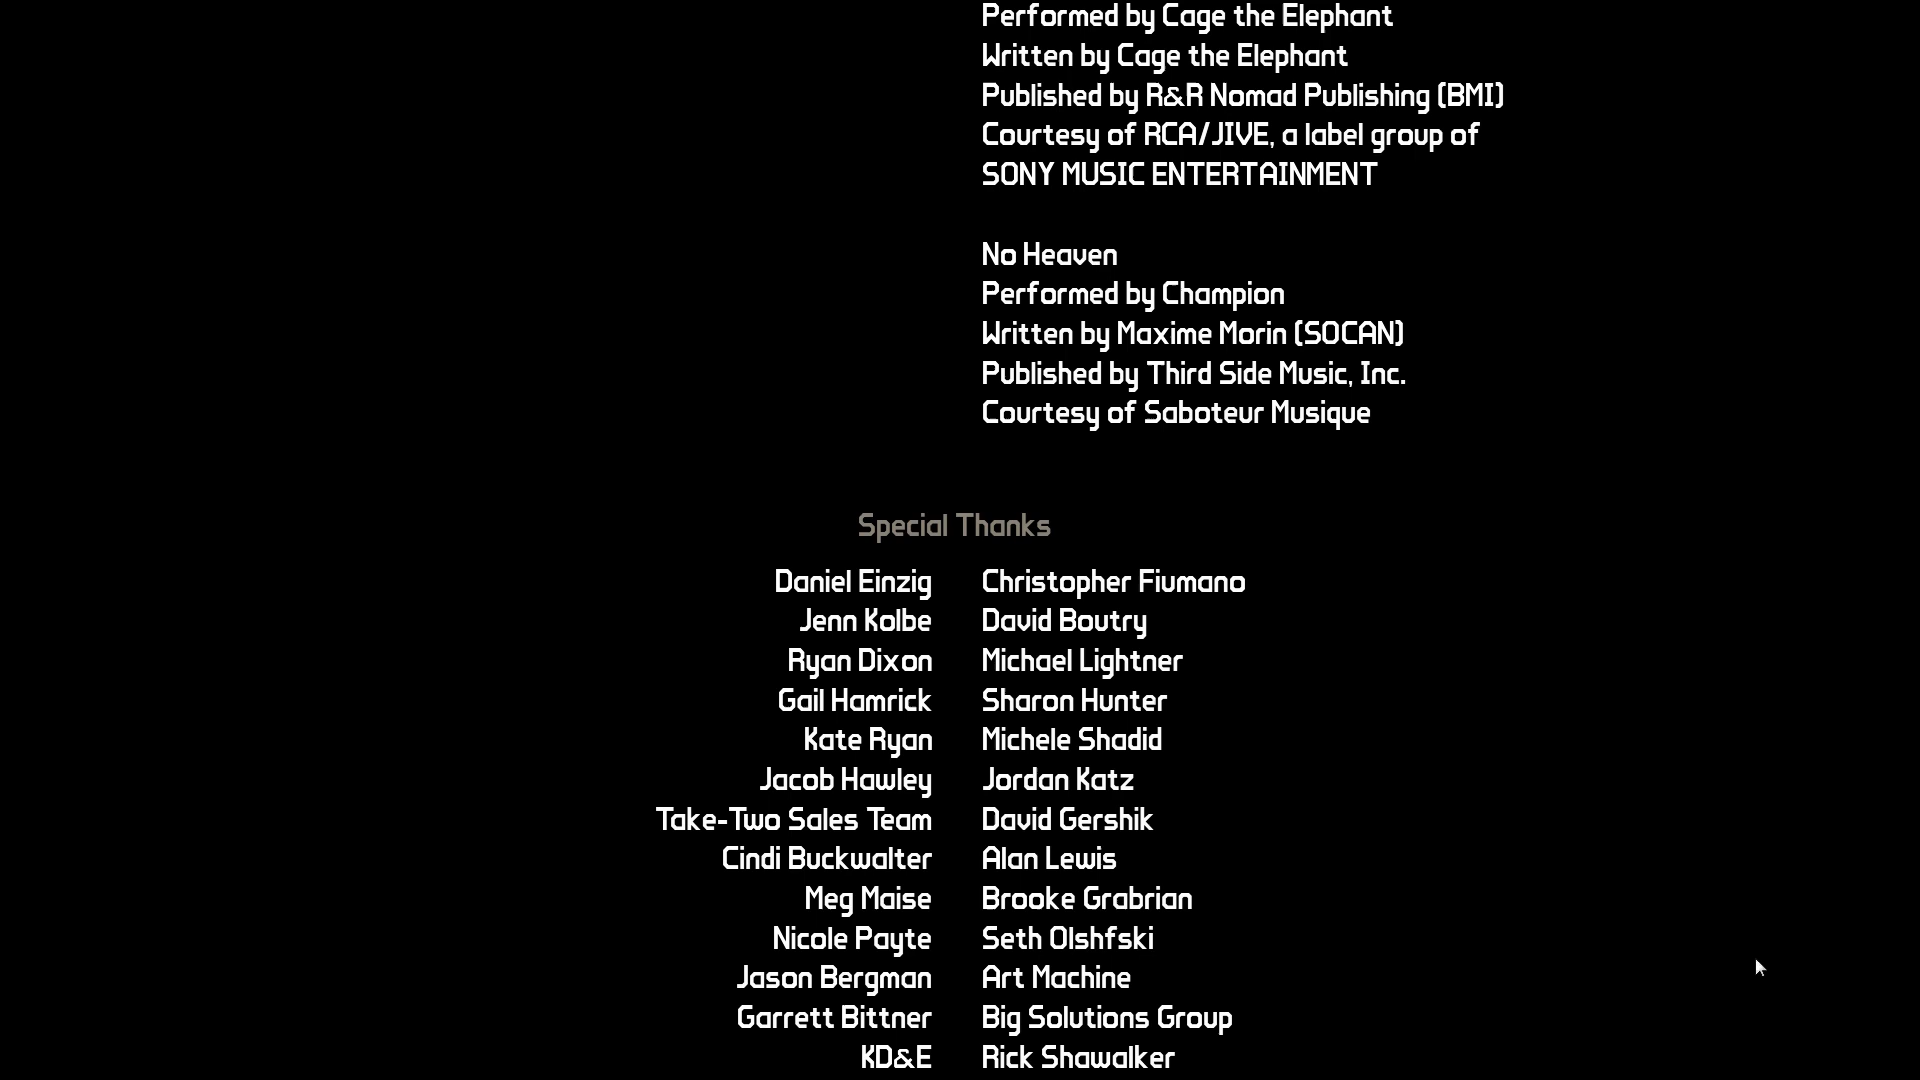 Performed by Cage the Elephant
Written by Cage the Elephant
Published by R&R Nomad Publishing (BMI)
Courtesy of RCA/JIVE, a label group of
SONY MUSIC ENTERTAINMENT
No Heaven
Performed by Champion
Written by Maxime Morin (SOCAN)
Published by Third Side Music, Inc.
Courtesy of Saboteur Musique
Special Thanks
Daniel Einzig Christopher Fiumano
Jenn Kolbe David Boutry
Ryan Dixon Michael Lightner
Gail Hamrick Sharon Hunter
Kate Ryan Michele Shadid
Jacob Hawley Jordan Katz
Take-Two Sales Team David Gershik
Cindi Buckwalter Alan Lewis
Meg Maise Brooke Grabrian
Nicole Payte Seth Olshfski
Jason Bergman Art Machine
Garrett Bittner Big Solutions Group
KD&E Rick Shawalker